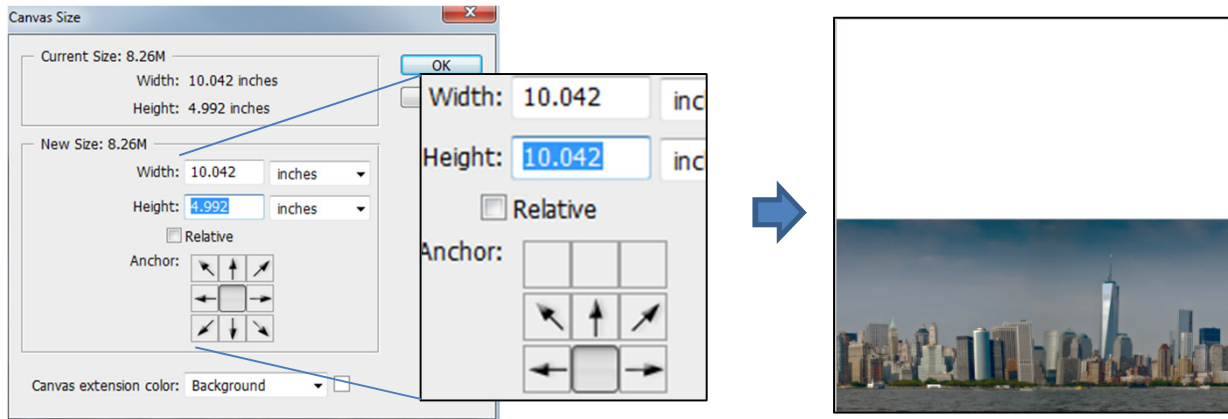 Canvas Size
Current Size: 8.26M
Width: 10.042 inches
Height: 4.992 inches
OK
New Size: 8.26M
Width: 10.042 inches
Height: 4.992 inches
Relative
Anchor:
Canvas extension color: Background
Width: 10.042 inc
Height: 10.042 inc
Relative
Anchor: